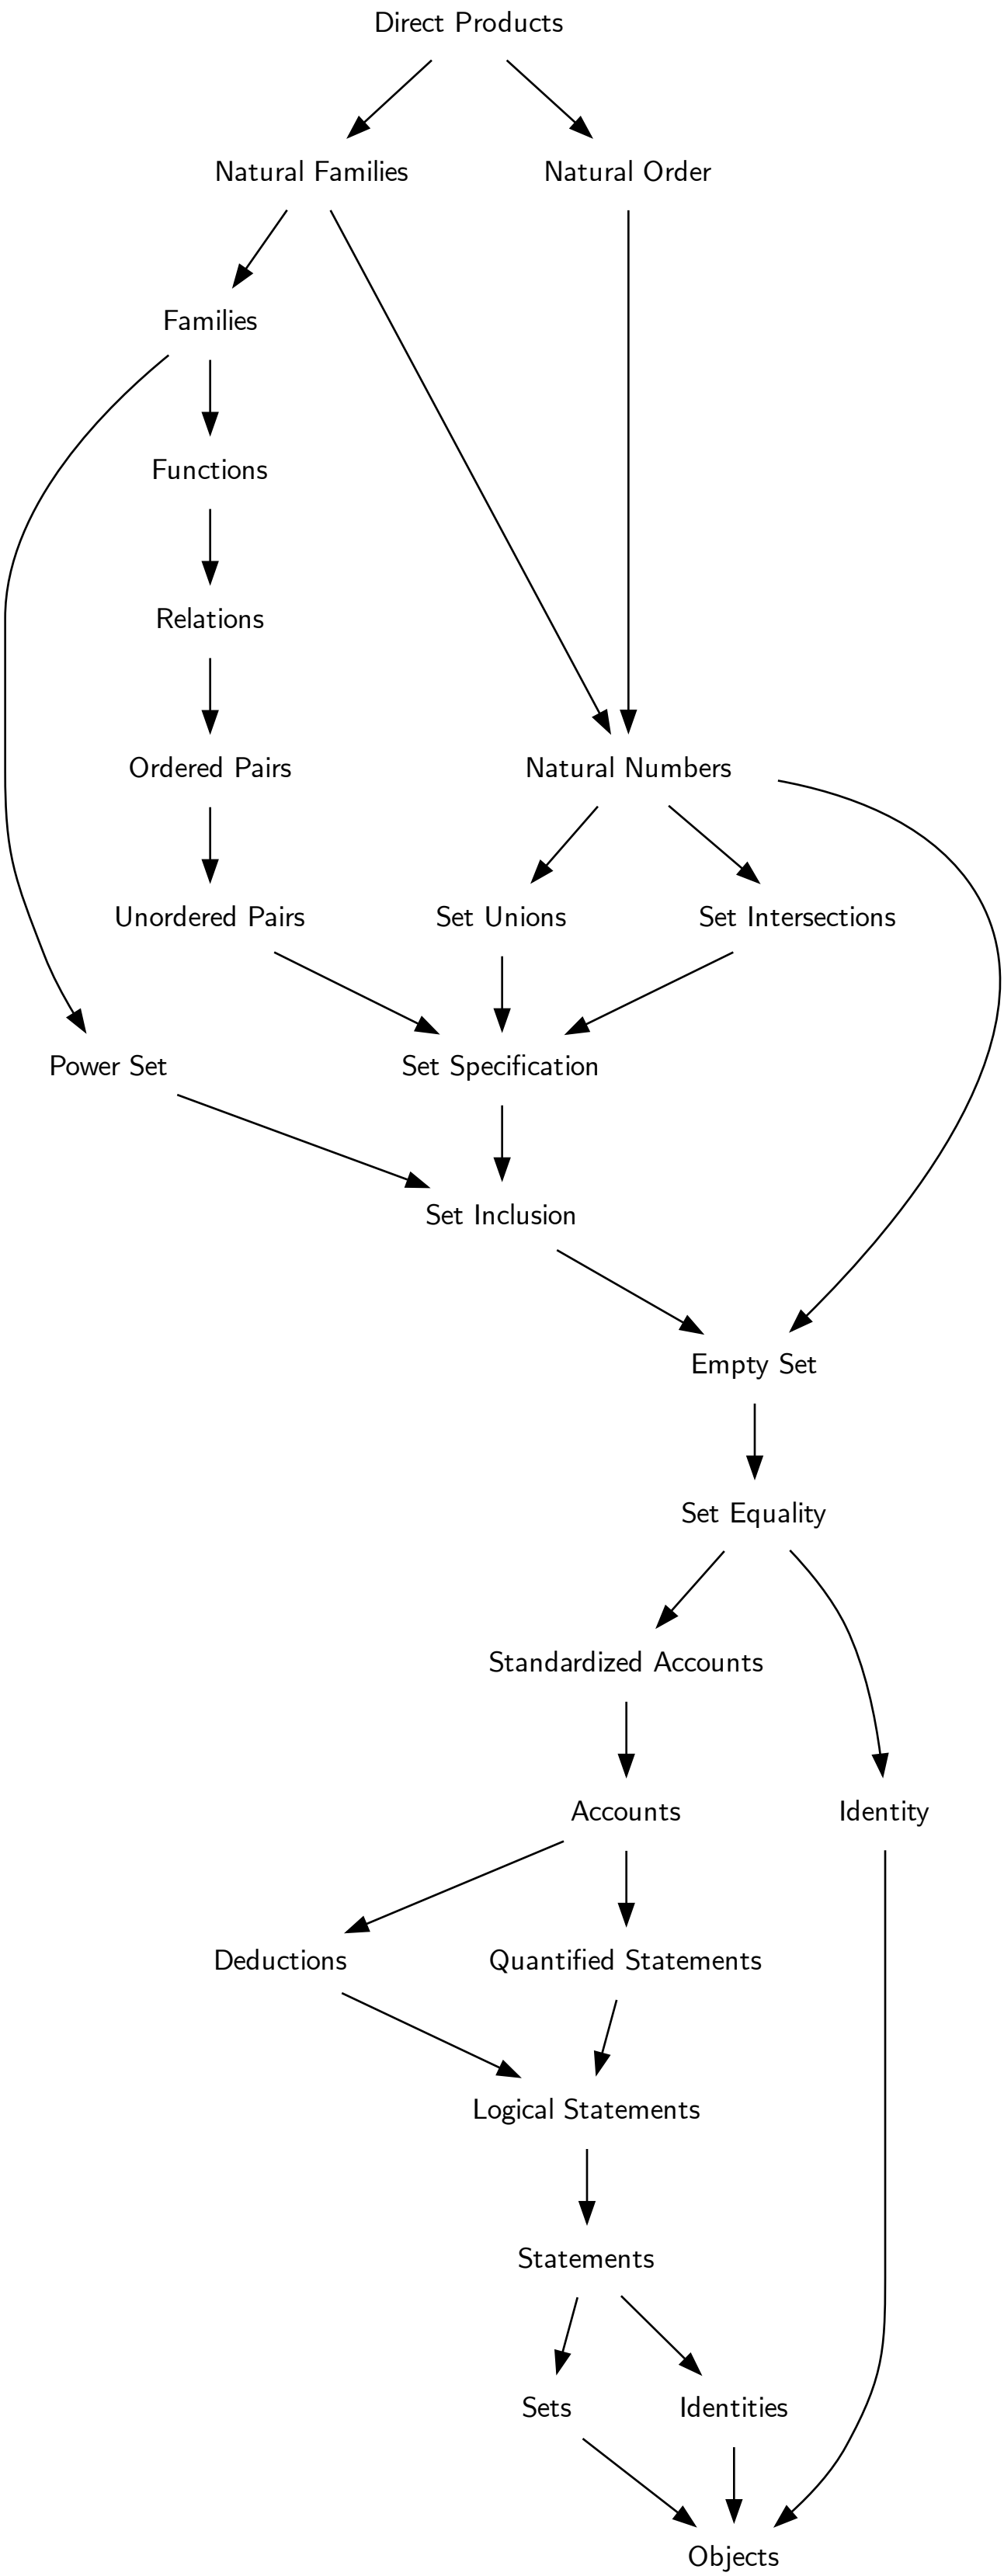 Direct Products
Natural Families
Natural Order
Families
Functions
Relations
Ordered Pairs
Natural Numbers
Unordered Pairs
Set Unions
Set Intersections
Power Set
Set Specification
Set Inclusion
Empty Set
Set Equality
Standardized Accounts
Accounts
Identity
Deductions
Quantified Statements
Logical Statements
Statements
Sets
Identities
Objects